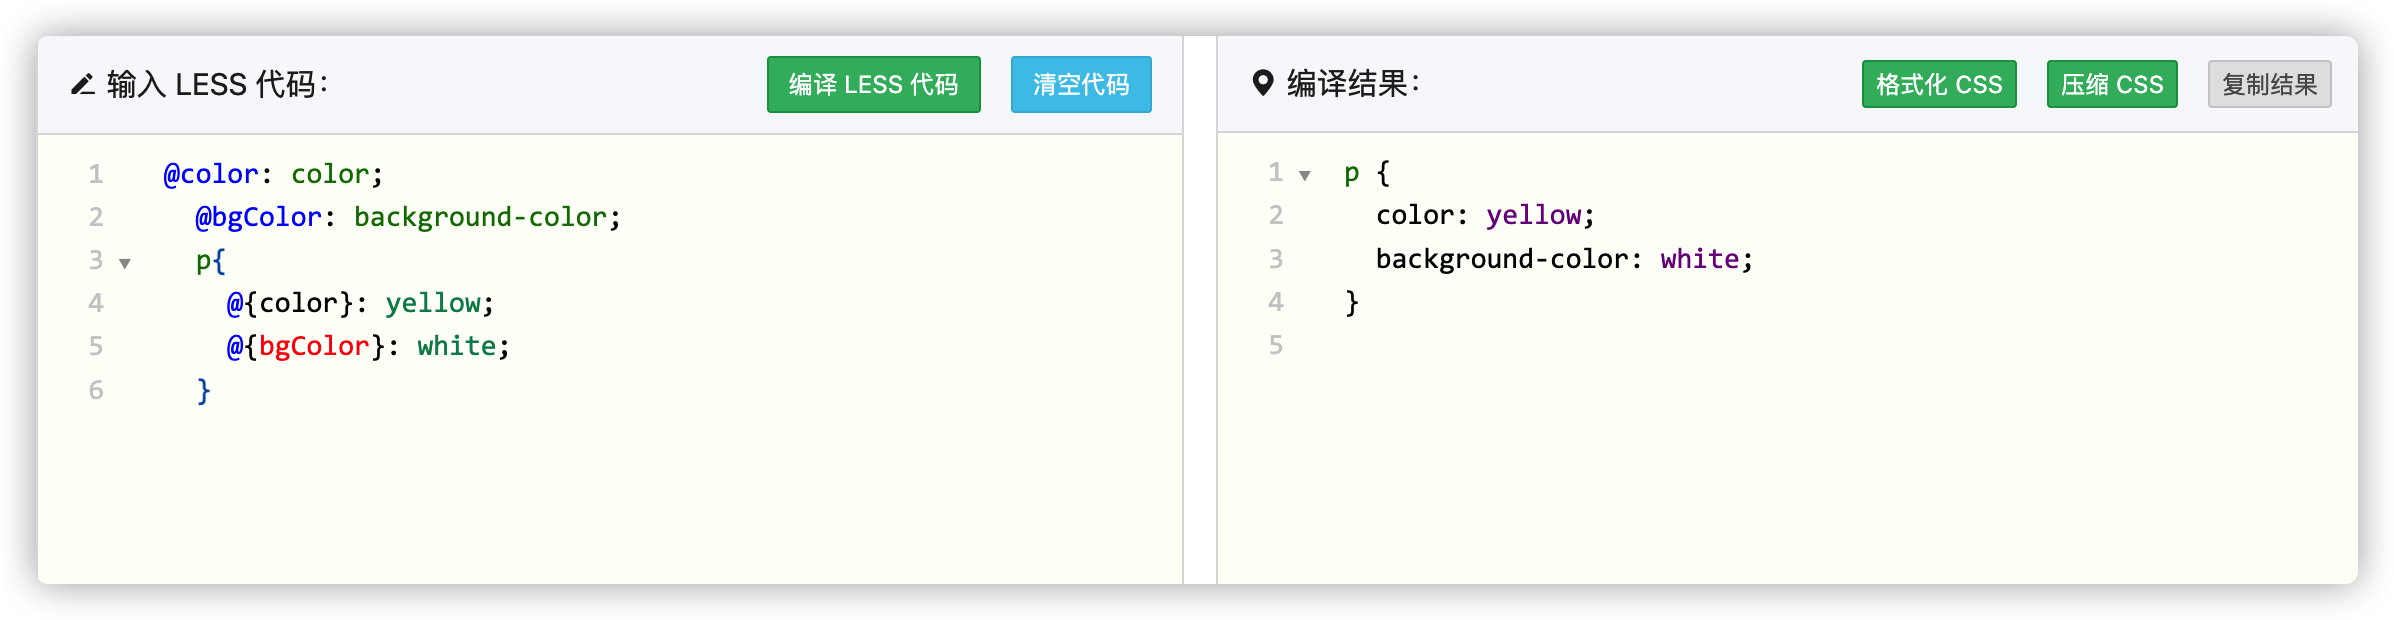 输入 LESS 代码：
编译 LESS 代码
清空代码
1 @color: color;
2 @bgColor: background-color;
3 p{
4 @{color}: yellow;
5 @{bgColor}: white;
6 }
编译结果：
格式化 CSS
压缩 CSS
复制结果
1 p {
2 color: yellow;
3 background-color: white;
4 }
5